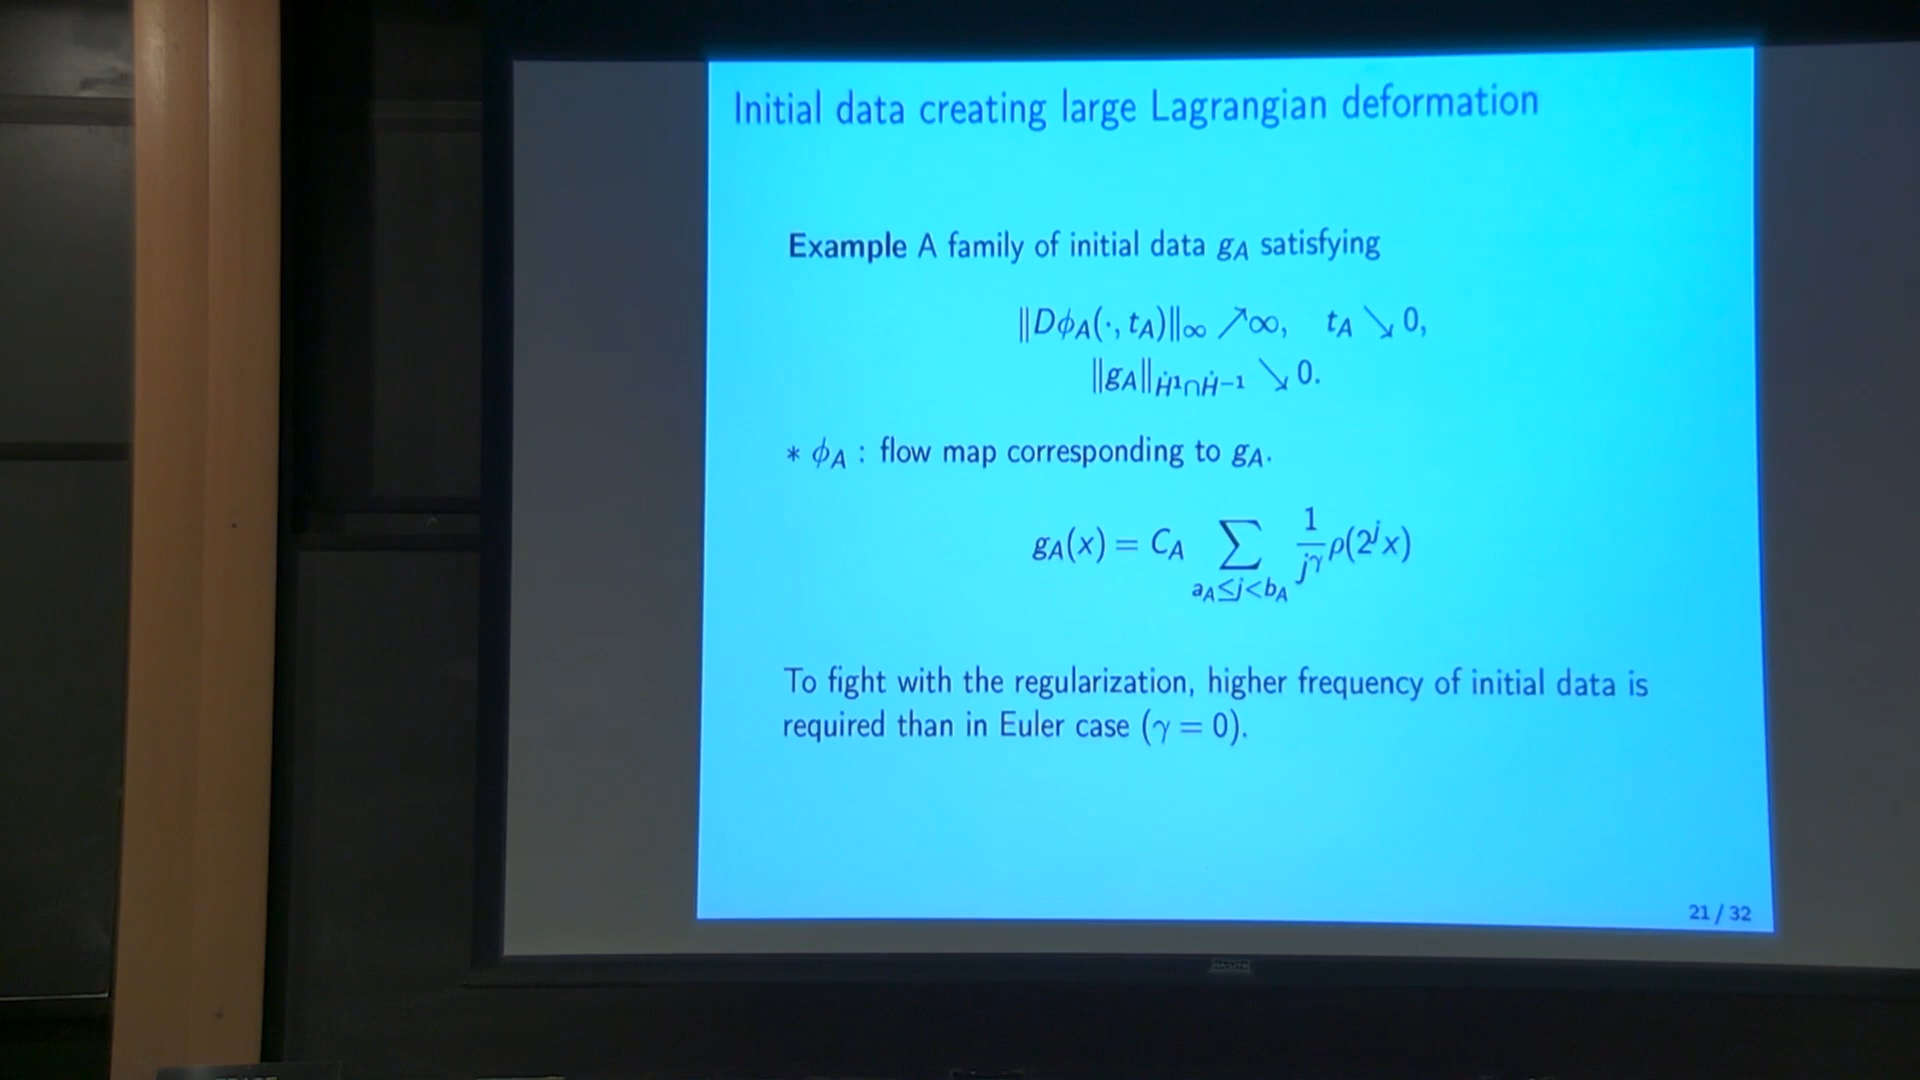 Initial data creating large Lagrangian deformation
Example A family of initial data g_A satisfying
‖Dϕ_A(·, t_A)‖_∞ ↗∞, t_A ↘ 0,
‖g_A‖_{Ḣ¹∩Ḣ⁻¹} ↘ 0.
* ϕ_A : flow map corresponding to g_A.
g_A(x) = C_A ∑_{a_A≤j<b_A} 1/j^γ ρ(2^j x)
To fight with the regularization, higher frequency of initial data is
required than in Euler case (γ = 0).
21 / 32